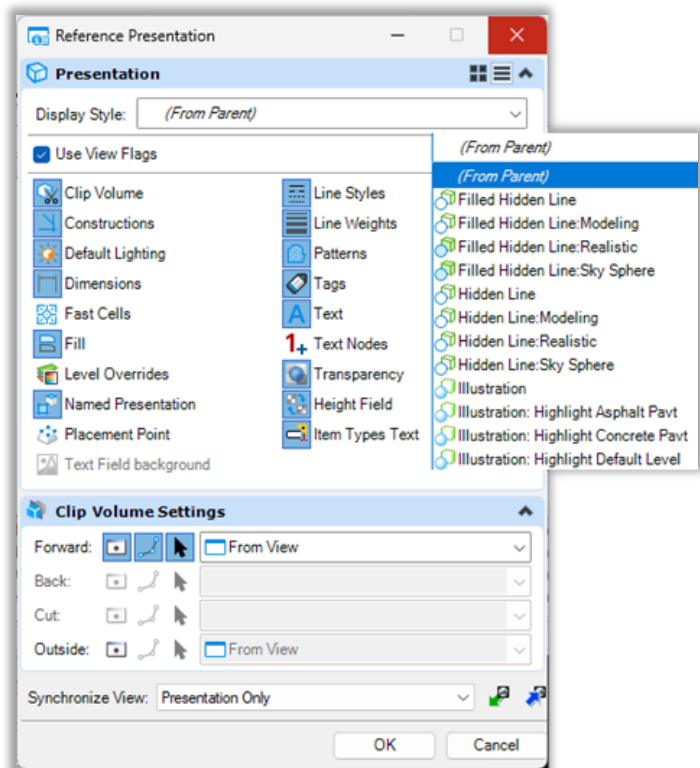 Reference Presentation
Presentation
Display Style: (From Parent)
Use View Flags
Clip Volume
Constructions
Default Lighting
Dimensions
Fast Cells
Fill
Level Overrides
Named Presentation
Placement Point
Text Field background
Line Styles
Line Weights
Patterns
Tags
Text
Text Nodes
Transparency
Height Field
Item Types Text
(From Parent)
(From Parent)
Filled Hidden Line
Filled Hidden Line:Modeling
Filled Hidden Line:Realistic
Filled Hidden Line:Sky Sphere
Hidden Line
Hidden Line:Modeling
Hidden Line:Realistic
Hidden Line:Sky Sphere
Illustration
Illustration: Highlight Asphalt Pavt
Illustration: Highlight Concrete Pavt
Illustration: Highlight Default Level
Clip Volume Settings
Forward: From View
Back:
Cut:
Outside: From View
Synchronize View: Presentation Only
OK Cancel